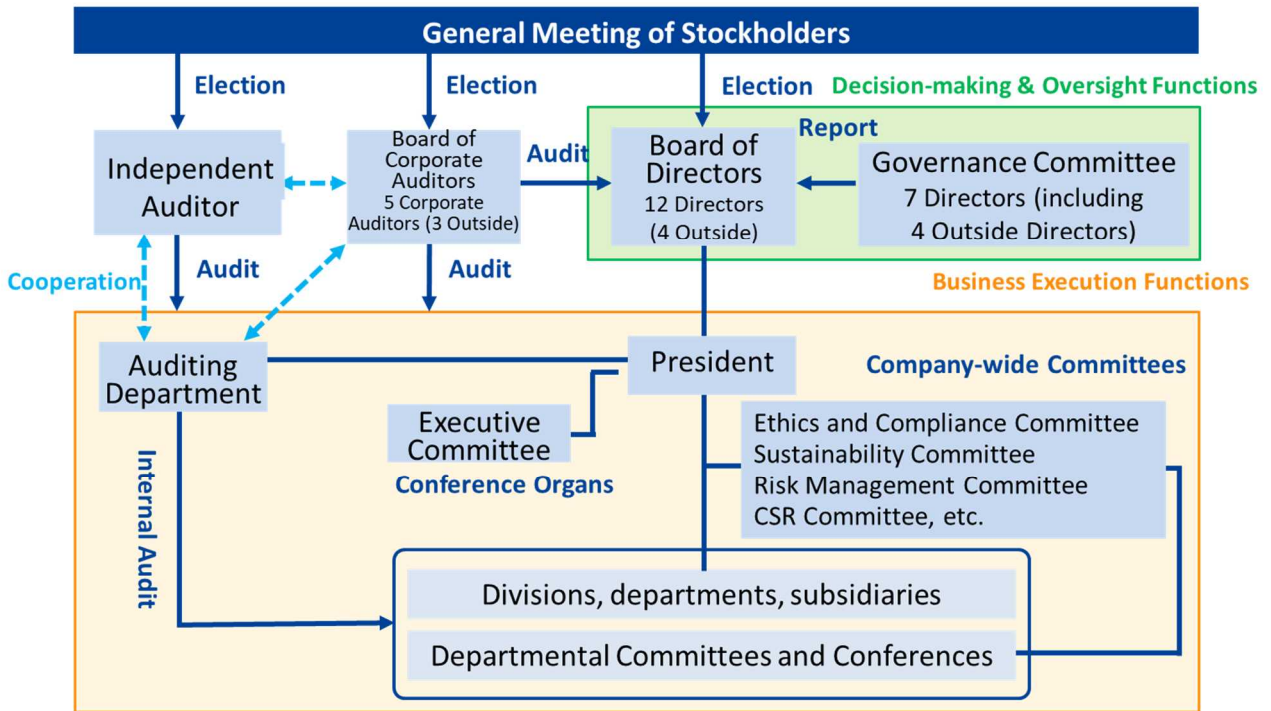 General Meeting of Stockholders
Election
Election
Election
Decision-making & Oversight Functions
Independent
Auditor
Board of
Corporate
Auditors
5 Corporate
Auditors (3 Outside)
Audit
Board of
Directors
12 Directors
(4 Outside)
Report
Governance Committee
7 Directors (including
4 Outside Directors)
Cooperation
Audit
Audit
Business Execution Functions
Auditing
Department
President
Company-wide Committees
Executive
Committee
Conference Organs
Ethics and Compliance Committee
Sustainability Committee
Risk Management Committee
CSR Committee, etc.
Internal Audit
Divisions, departments, subsidiaries
Departmental Committees and Conferences